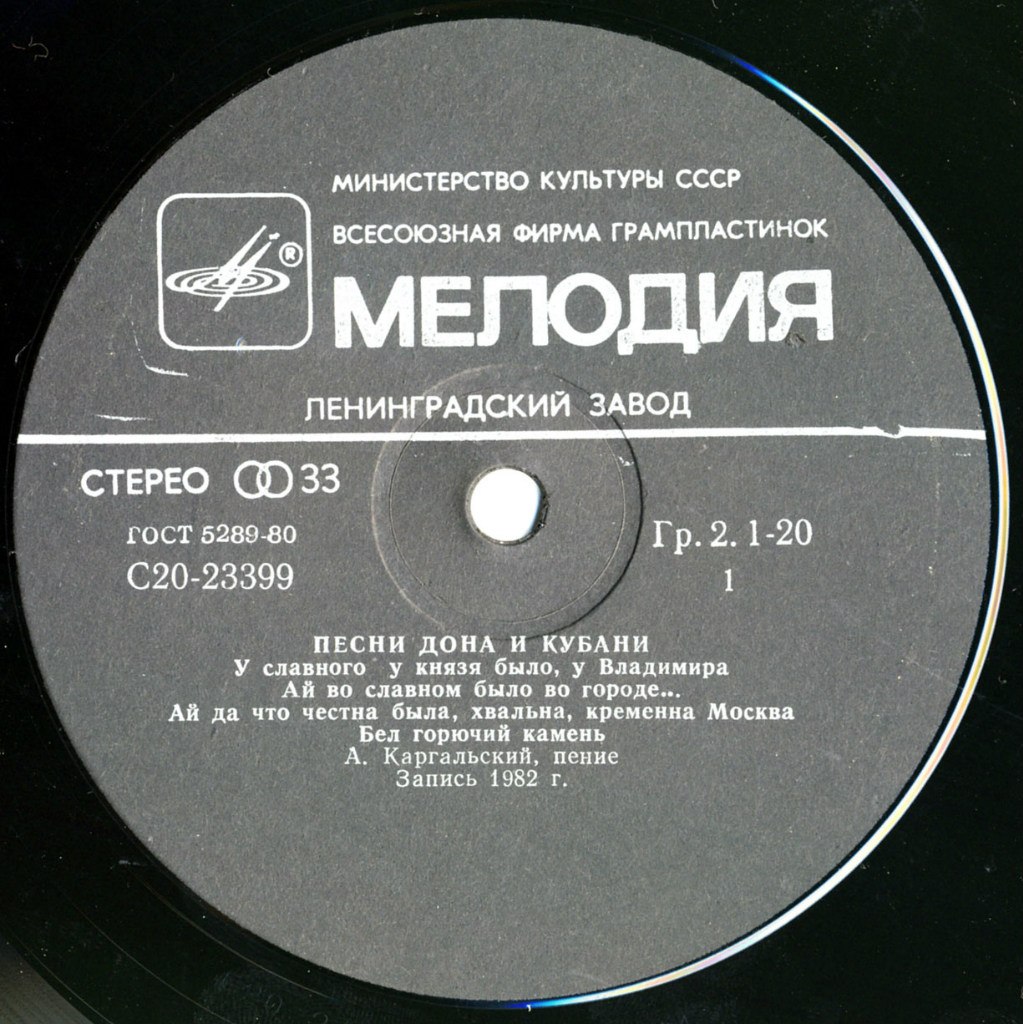 МИНИСТЕРСТВО КУЛЬТУРЫ СССР
ВСЕСОЮЗНАЯ ФИРМА ГРАМПЛАСТИНОК
®
МЕЛОДИЯ
ЛЕНИНГРАДСКИЙ ЗАВОД
СТЕРЕО 33
ГОСТ 5289-80
С20-23399
Гр. 2. 1-20
1
ПЕСНИ ДОНА И КУБАНИ
У славного у князя было, у Владимира
Ай во славном было во городе...
Ай да что честна была, хвальна, кременна Москва
Бел горючий камень
А. Каргальский, пение
Запись 1982 г.